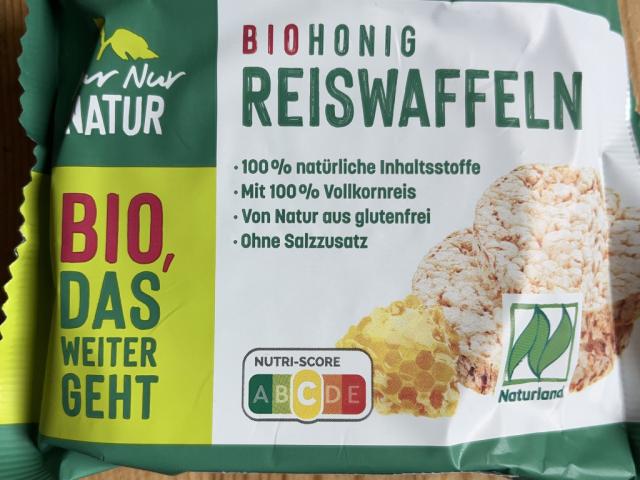 Nur
NATUR
BIO,
DAS
WEITER
GEHT
BIOHONIG
REISWAFFELN
· 100% natürliche Inhaltsstoffe
· Mit 100% Vollkornreis
· Von Natur aus glutenfrei
· Ohne Salzzusatz
NUTRI-SCORE
ABCDE
Naturland